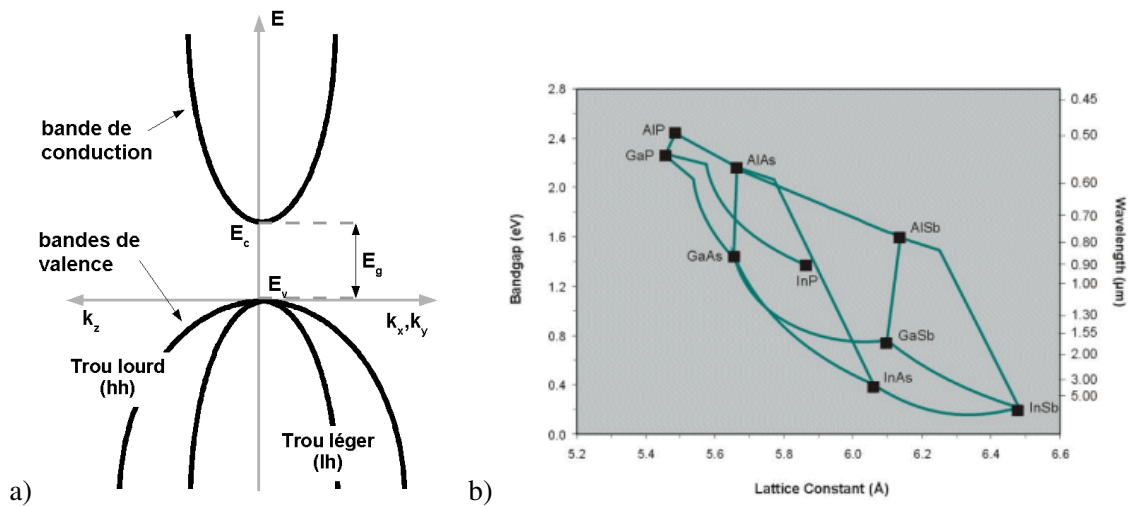 E
bande de
conduction
E_c
E_g
bandes de
valence
E_v
k_z
k_x,k_y
Trou lourd
(hh)
Trou léger
(lh)
a)
2.8
2.4
2.0
1.6
1.2
0.8
0.4
0.0
Bandgap (eV)
AlP
GaP
AlAs
GaAs
InP
AlSb
GaSb
InAs
InSb
0.45
0.50
0.60
0.70
0.80
0.90
1.00
1.30
1.55
2.00
3.00
5.00
Wavelength (µm)
5.2
5.4
5.6
5.8
6.0
6.2
6.4
6.6
Lattice Constant (Å)
b)